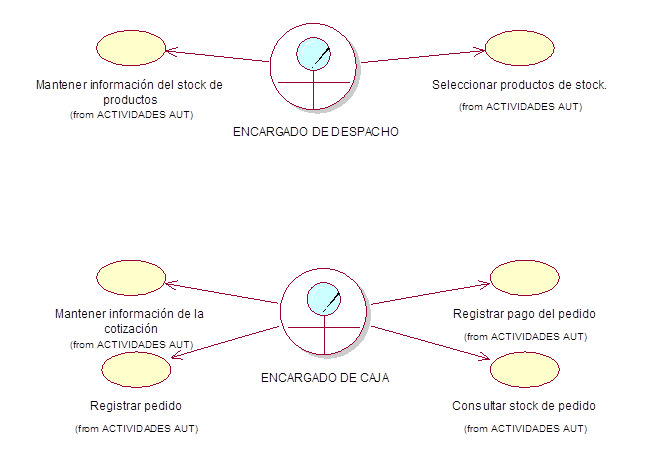 Mantener información del stock de
productos
(from ACTIVIDADES AUT)
Seleccionar productos de stock.
(from ACTIVIDADES AUT)
ENCARGADO DE DESPACHO
Mantener información de la
cotización
(from ACTIVIDADES AUT)
Registrar pago del pedido
(from ACTIVIDADES AUT)
ENCARGADO DE CAJA
Registrar pedido
(from ACTIVIDADES AUT)
Consultar stock de pedido
(from ACTIVIDADES AUT)